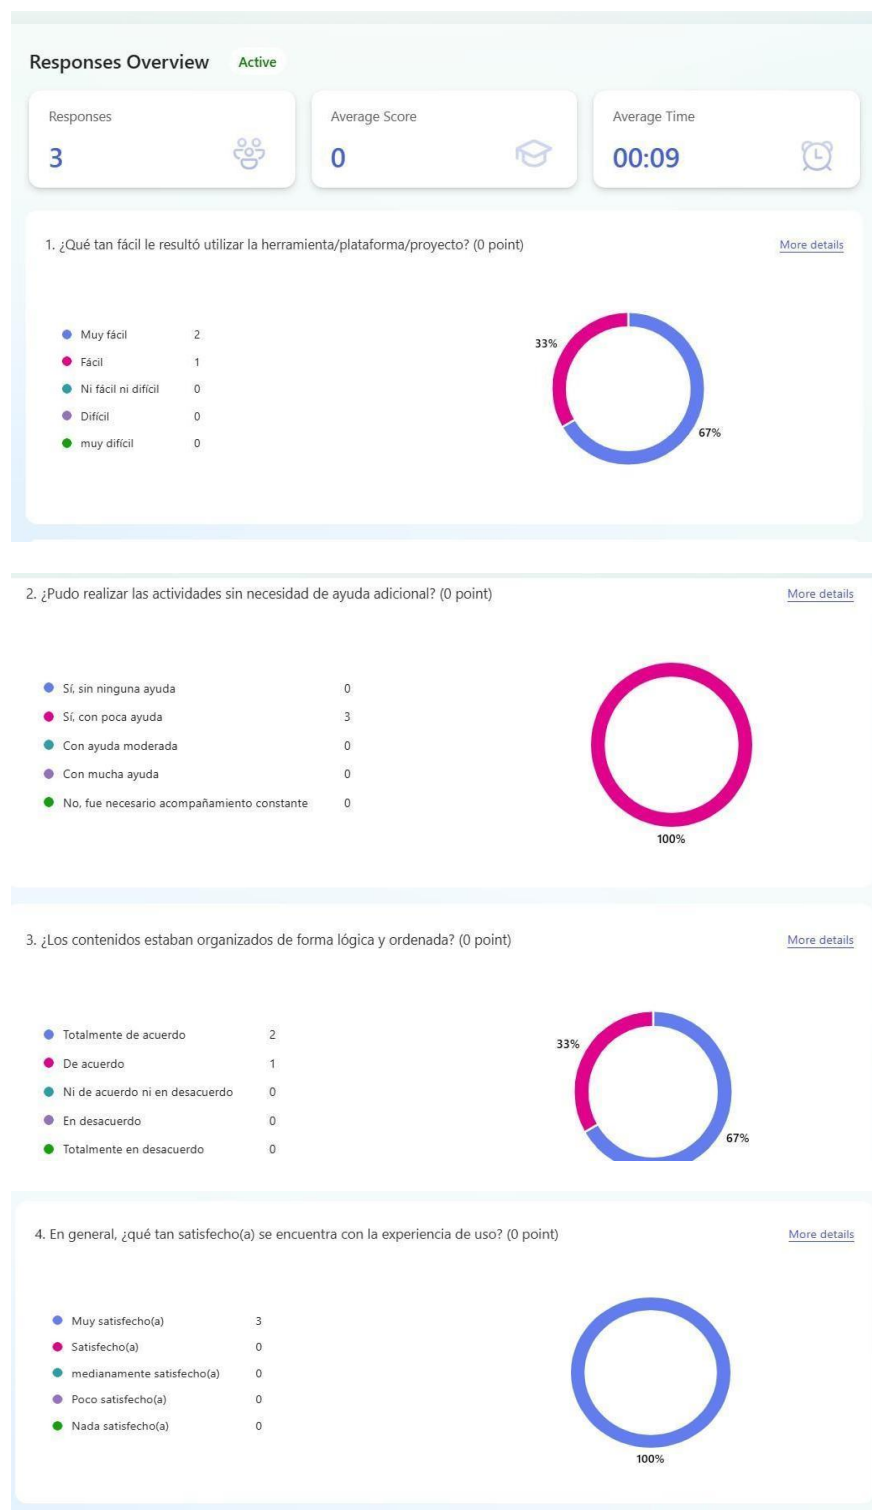 Responses Overview Active
Responses
3
Average Score
0
Average Time
00:09
1. ¿Qué tan fácil le resultó utilizar la herramienta/plataforma/proyecto? (0 point) More details
Muy fácil 2
Fácil 1
Ni fácil ni difícil 0
Difícil 0
muy difícil 0
33%
67%
2. ¿Pudo realizar las actividades sin necesidad de ayuda adicional? (0 point) More details
Sí, sin ninguna ayuda 0
Sí, con poca ayuda 3
Con ayuda moderada 0
Con mucha ayuda 0
No, fue necesario acompañamiento constante 0
100%
3. ¿Los contenidos estaban organizados de forma lógica y ordenada? (0 point) More details
Totalmente de acuerdo 2
De acuerdo 1
Ni de acuerdo ni en desacuerdo 0
En desacuerdo 0
Totalmente en desacuerdo 0
33%
67%
4. En general, ¿qué tan satisfecho(a) se encuentra con la experiencia de uso? (0 point) More details
Muy satisfecho(a) 3
Satisfecho(a) 0
medianamente satisfecho(a) 0
Poco satisfecho(a) 0
Nada satisfecho(a) 0
100%